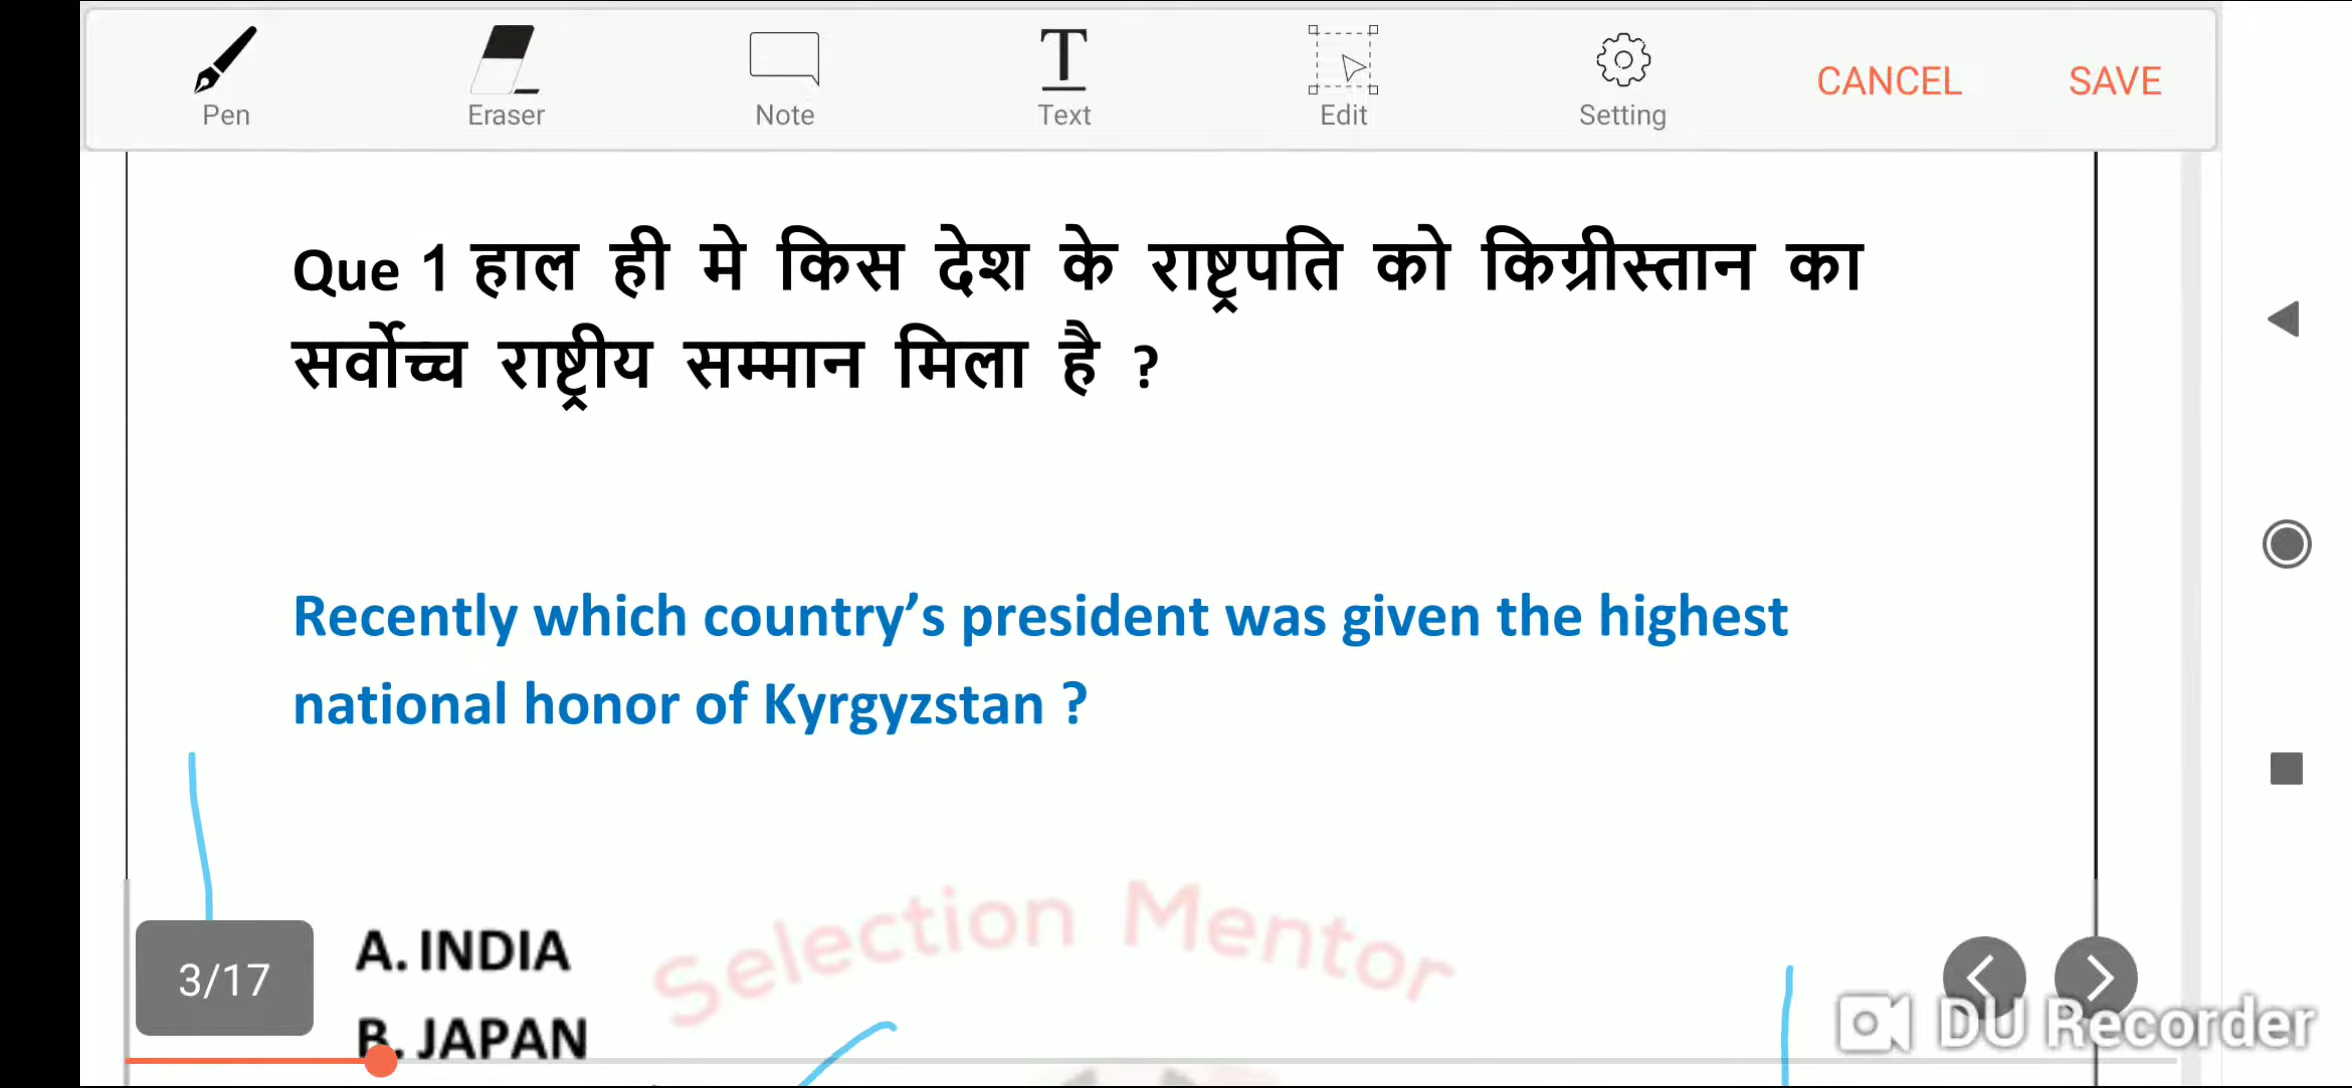 Pen
Eraser
Note
Text
Edit
Setting
CANCEL
SAVE
Que 1 हाल ही मे किस देश के राष्ट्रपति को किग्रीस्तान का
सर्वोच्च राष्ट्रीय सम्मान मिला है ?
Recently which country’s president was given the highest
national honor of Kyrgyzstan ?
Selection Mentor
A. INDIA
3/17
B. JAPAN
DU Recorder